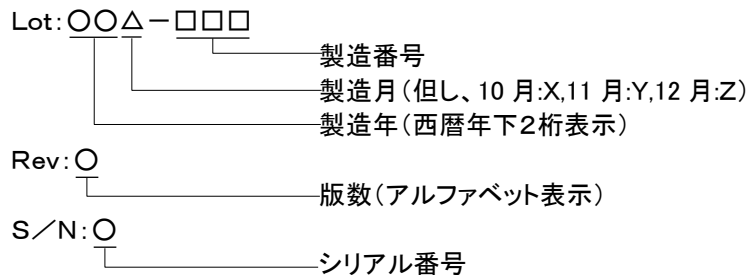 Lot:○○△－□□□
製造番号
製造月（但し、10 月:X,11 月:Y,12 月:Z）
製造年（西暦年下２桁表示）
Rev:○
版数（アルファベット表示）
S／N:○
シリアル番号